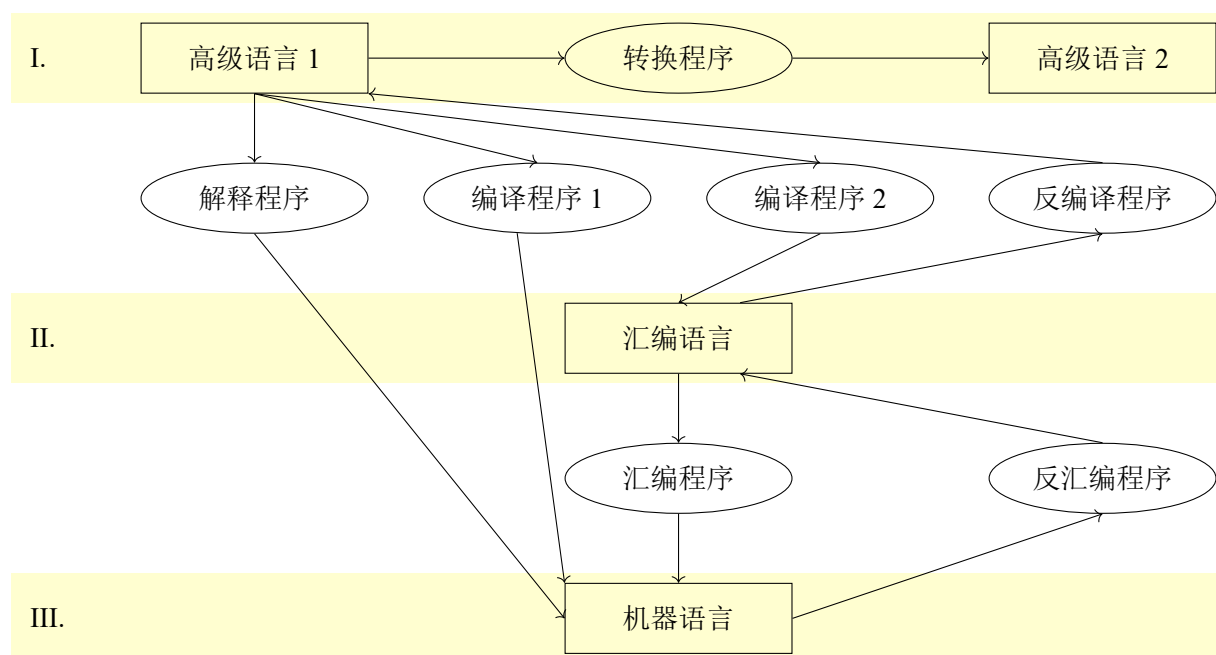 I. 高级语言 1 转换程序 高级语言 2
解释程序 编译程序 1 编译程序 2 反编译程序
II. 汇编语言
汇编程序 反汇编程序
III. 机器语言